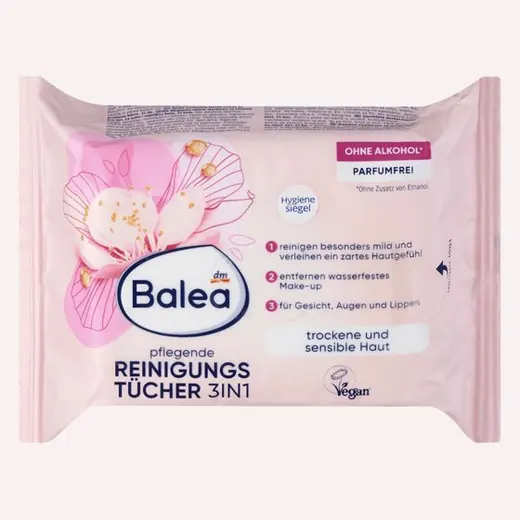 OHNE ALKOHOL*
PARFUMFREI
*Ohne Zusatz von Ethanol
Hygiene
siegel
1 reinigen besonders mild und
verleihen ein zartes Hautgefühl
2 entfernen wasserfestes
Make-up
3 für Gesicht, Augen und Lippen
dm
Balea
pflegende
REINIGUNGS
TÜCHER 3IN1
trockene und
sensible Haut
Vegan